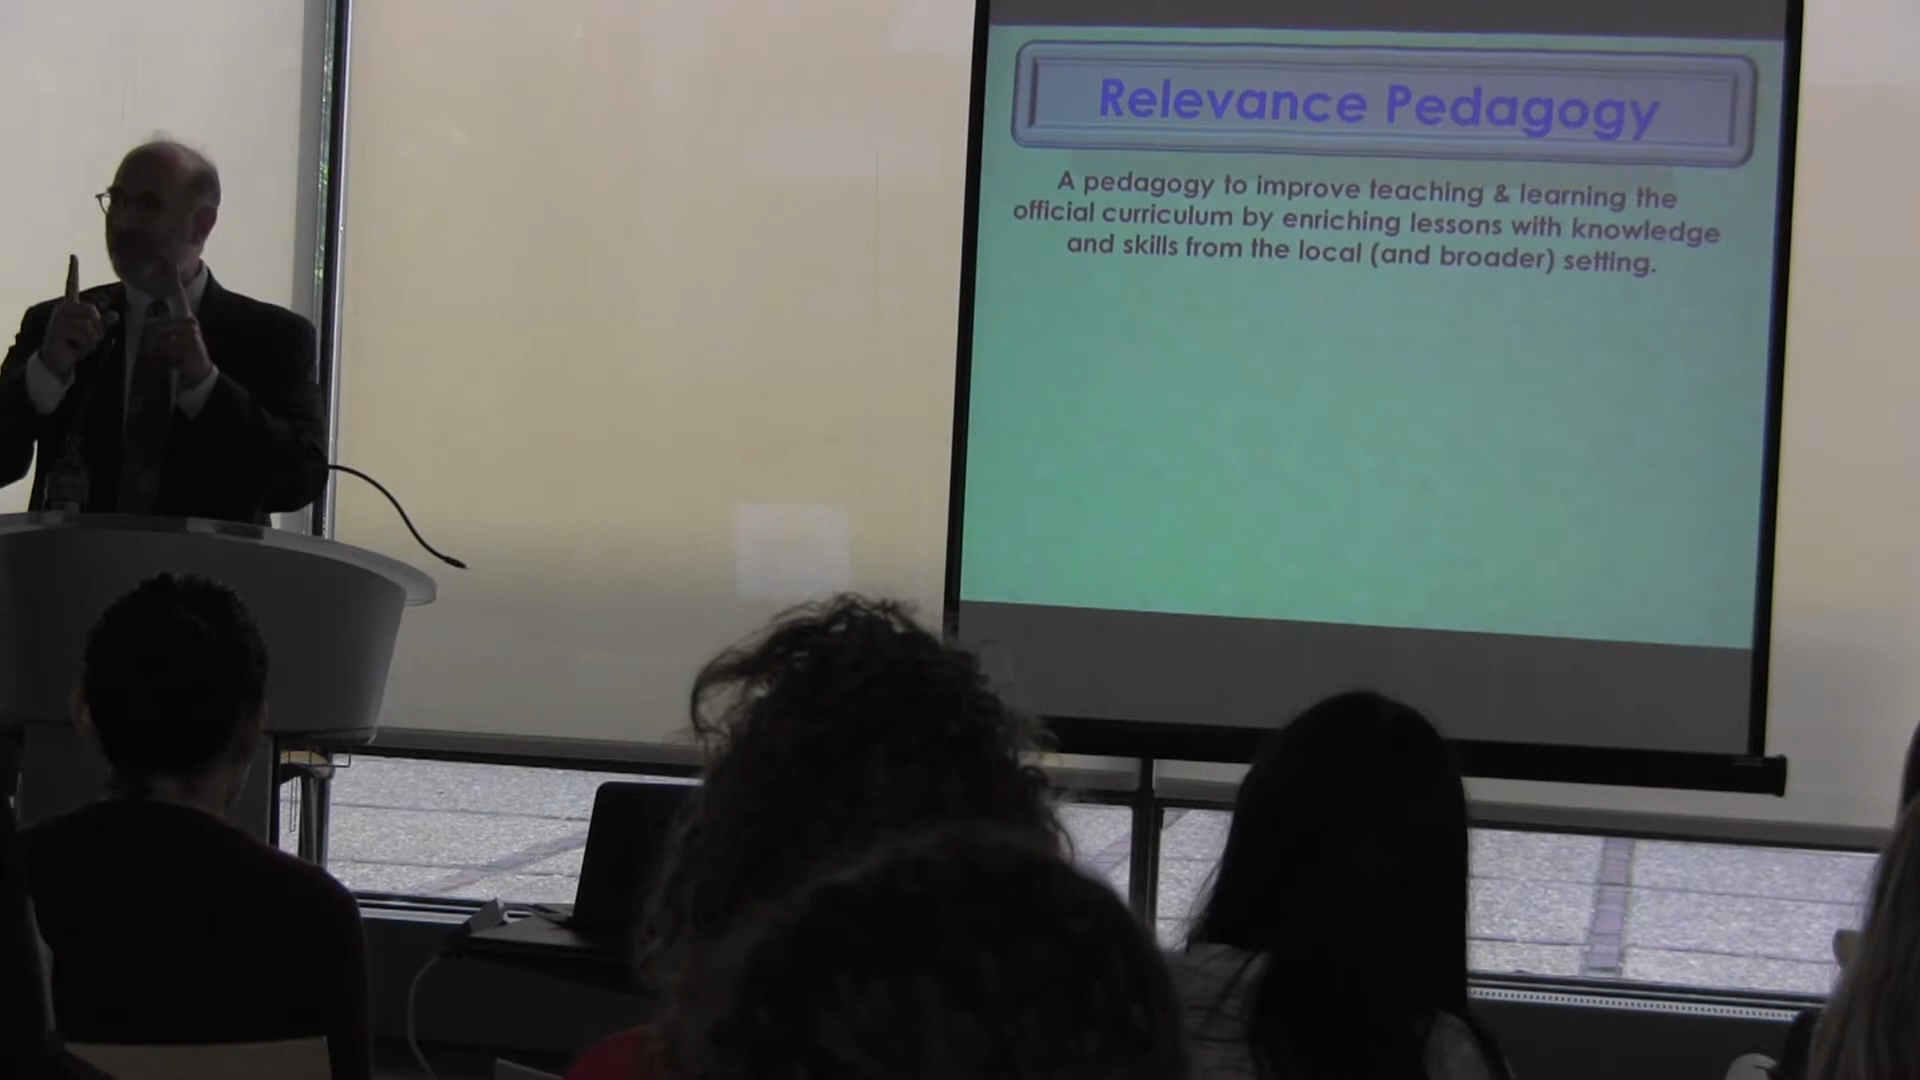 Relevance Pedagogy
A pedagogy to improve teaching & learning the
official curriculum by enriching lessons with knowledge
and skills from the local (and broader) setting.